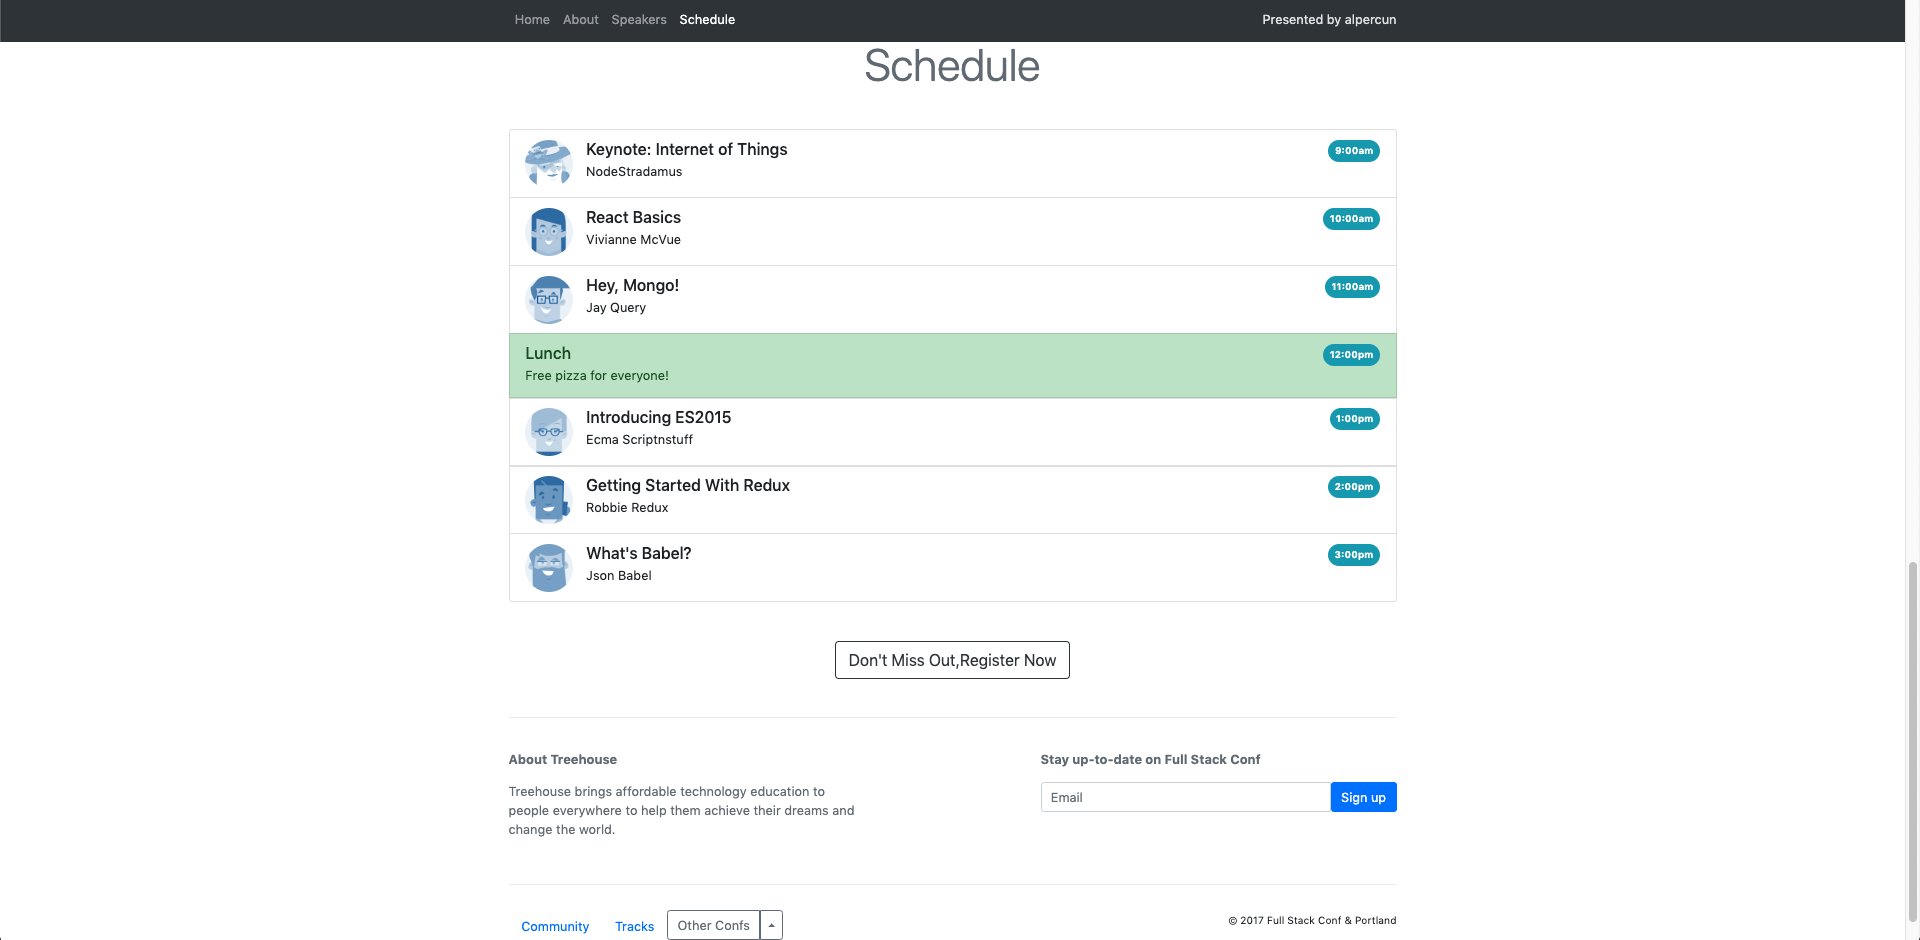 Home About Speakers Schedule Presented by alpercun
Schedule
Keynote: Internet of Things 9:00am
NodeStradamus
React Basics 10:00am
Vivianne McVue
Hey, Mongo! 11:00am
Jay Query
Lunch 12:00pm
Free pizza for everyone!
Introducing ES2015 1:00pm
Ecma Scriptnstuff
Getting Started With Redux 2:00pm
Robbie Redux
What's Babel? 3:00pm
Json Babel
Don't Miss Out,Register Now
About Treehouse
Treehouse brings affordable technology education to
people everywhere to help them achieve their dreams and
change the world.
Stay up-to-date on Full Stack Conf
Email Sign up
Community Tracks Other Confs © 2017 Full Stack Conf & Portland